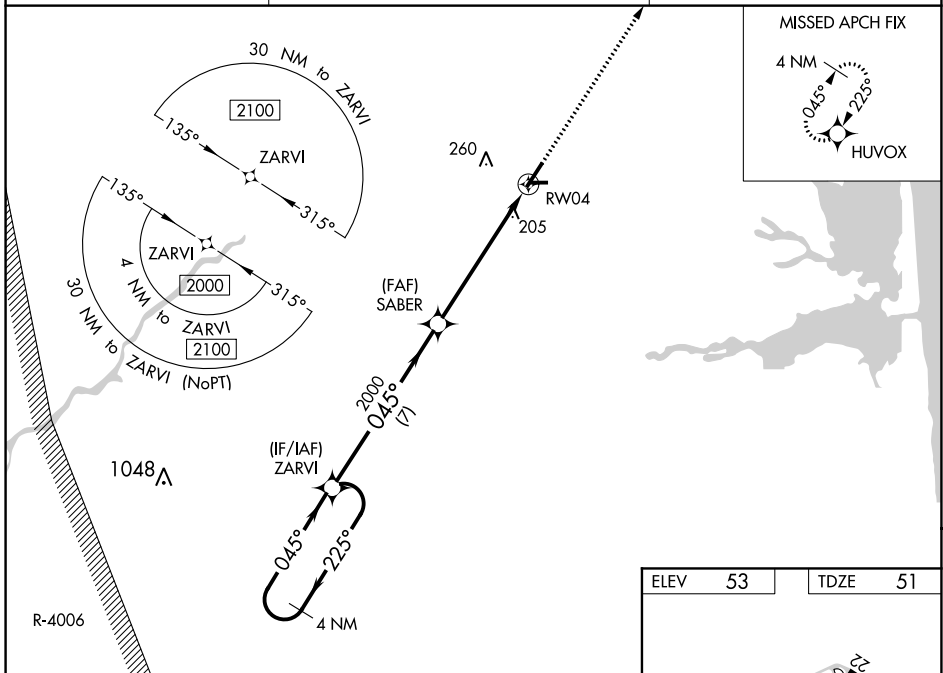 MISSED APCH FIX
4 NM
045°
225°
HUVOX
30 NM to ZARVI
2100
135°
ZARVI
315°
135°
ZARVI
2000
4 NM to ZARVI
315°
2100
30 NM to ZARVI (NoPT)
260
RW04
205
(FAF)
SABER
2000
045°
(7)
(IF/IAF)
ZARVI
1048
045°
225°
4 NM
R-4006
ELEV 53
TDZE 51
22